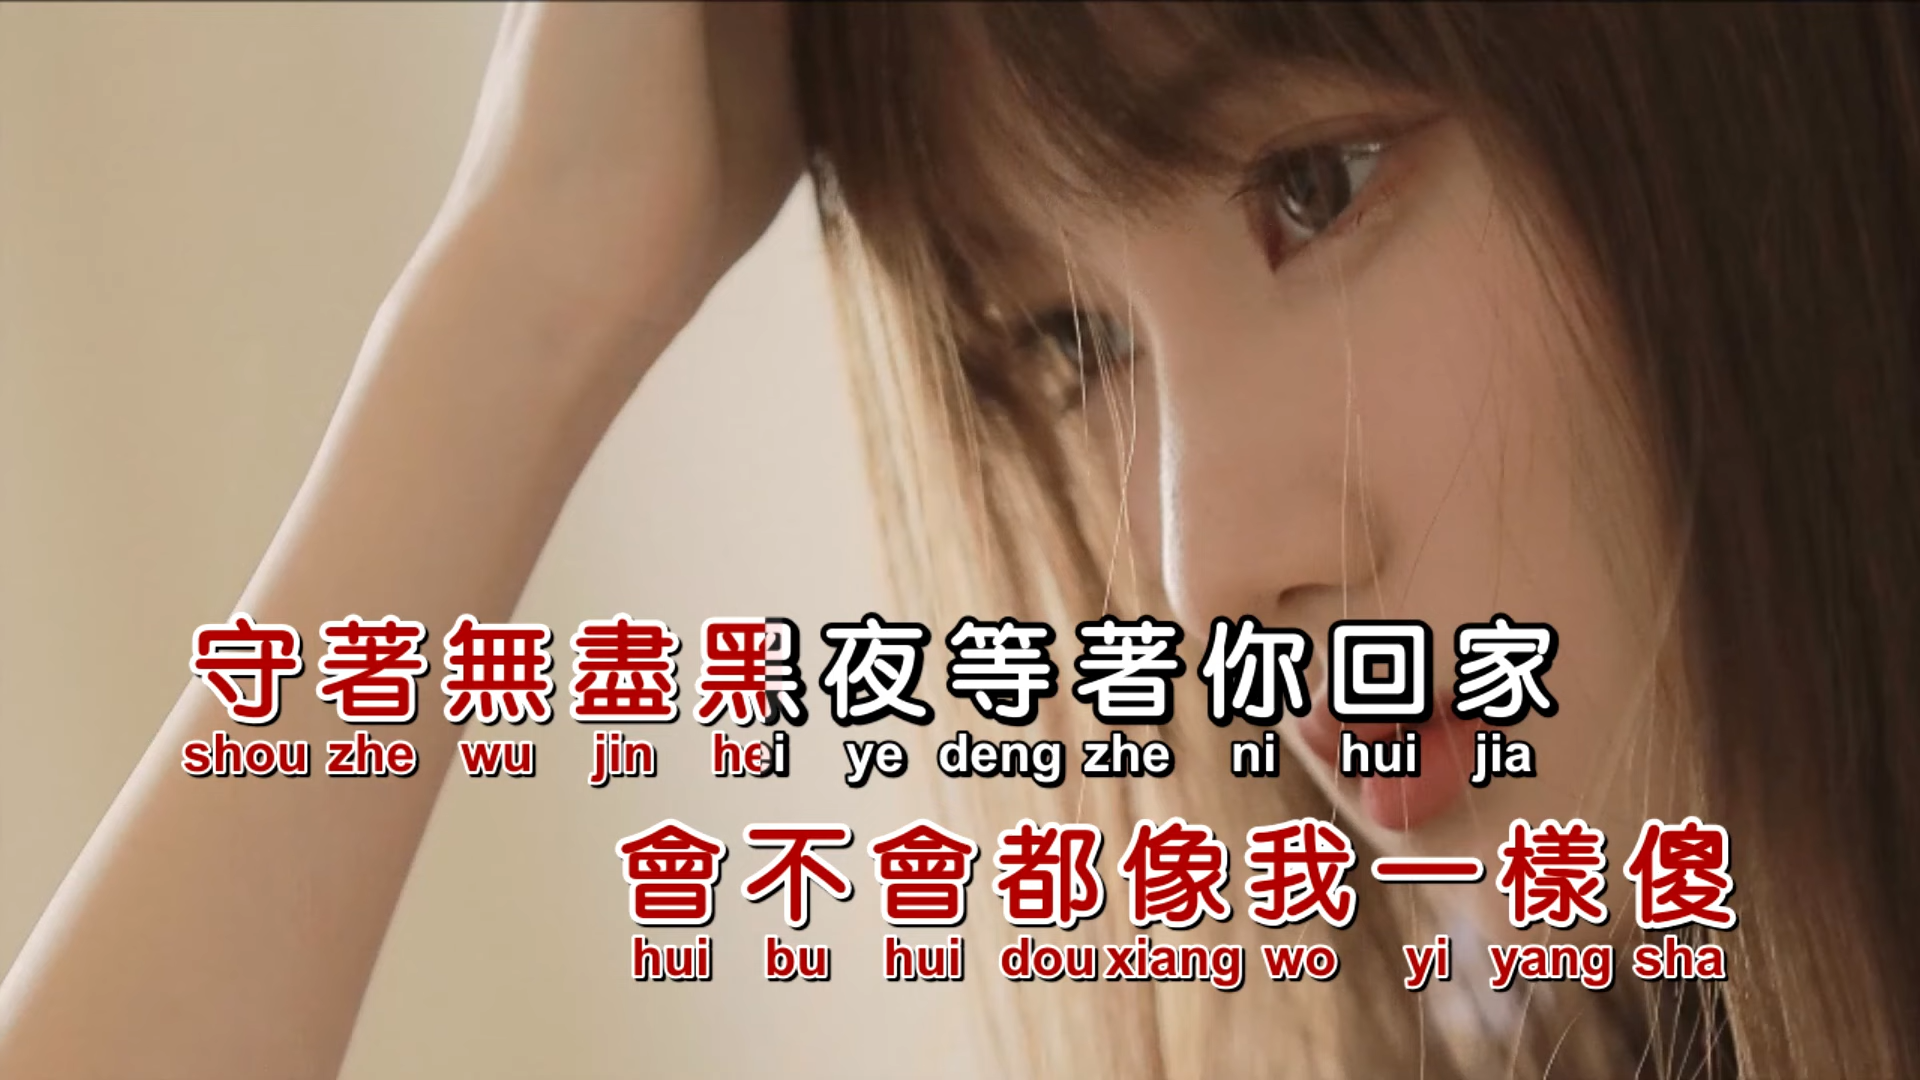 守著無盡黑夜等著你回家
shou zhe wu jin hei ye deng zhe ni hui jia
會不會都像我一樣傻
hui bu hui dou xiang wo yi yang sha